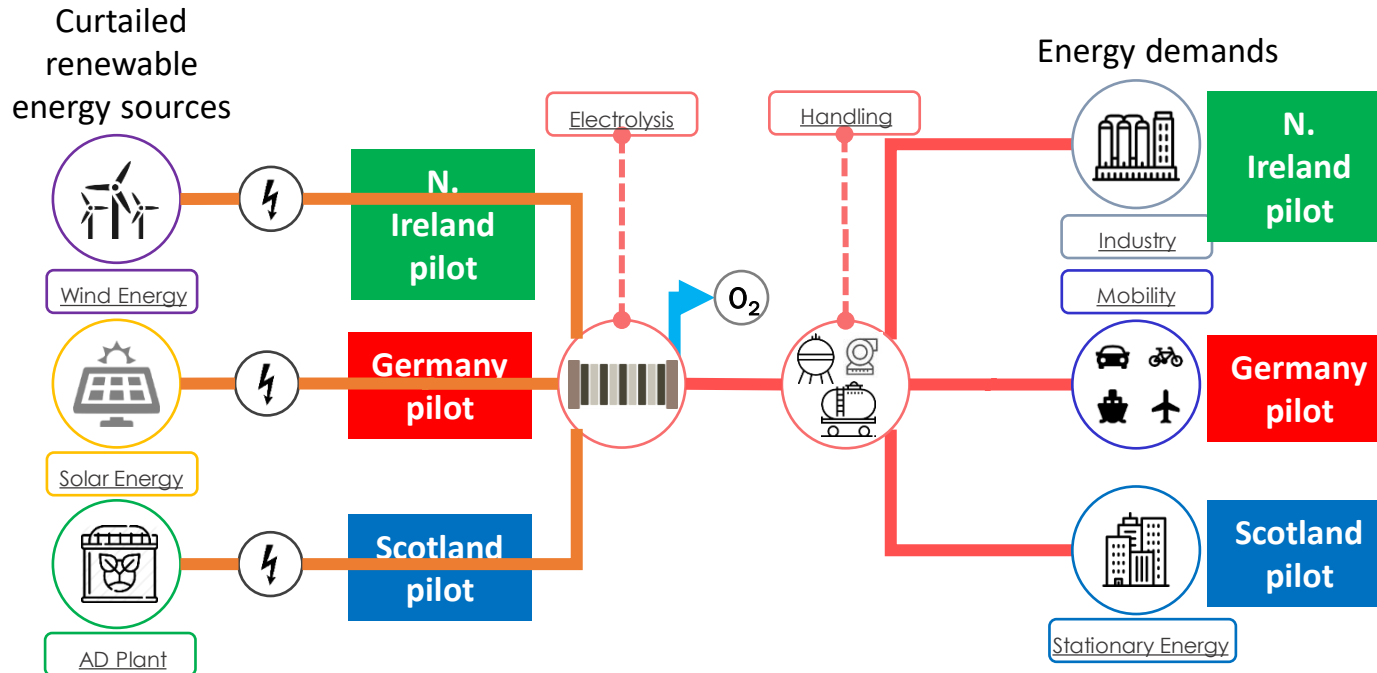 Curtailed
renewable
energy sources
Wind Energy
Solar Energy
AD Plant
N.
Ireland
pilot
Germany
pilot
Scotland
pilot
Electrolysis
O2
Handling
Energy demands
Industry
Mobility
Stationary Energy
N.
Ireland
pilot
Germany
pilot
Scotland
pilot